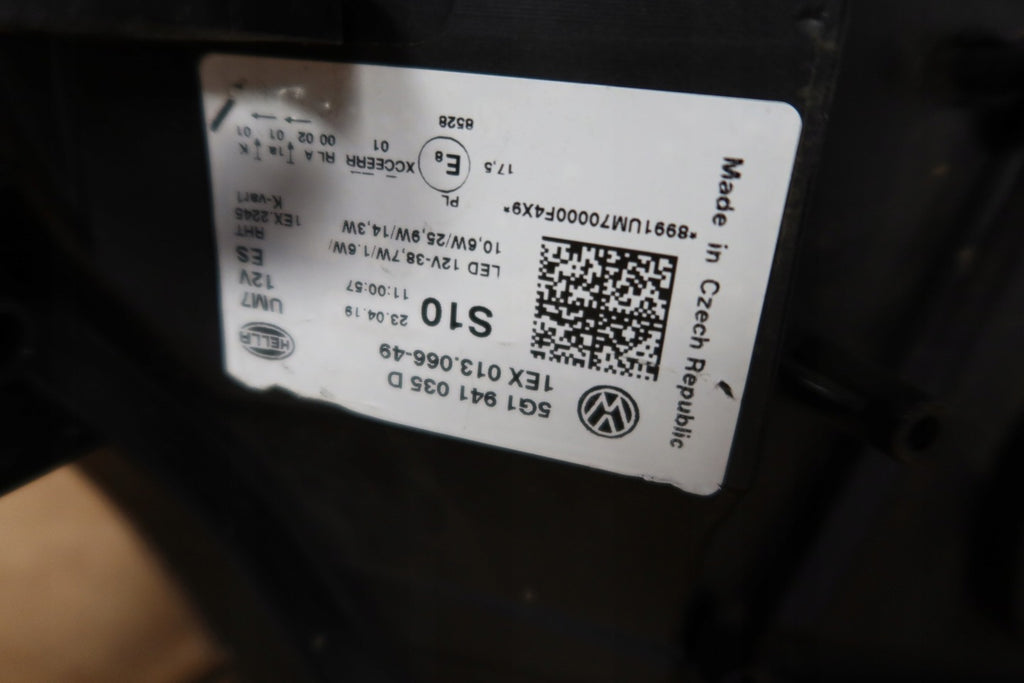 5G1 941 035 D
1EX 013.066-49
HELLA
S10
23.04.19
11:00:57
UM7
12V
ES
RHT
1EX.2245
K-var1
LED 12V-38,7W/1.6W/
10,6W/25,9W/14,3W
*8991UM70000F4X9*
PL
17,5
E8
XCCEERR
01
8528
RL A 1a K
00 02 01 01
Made in Czech Republic